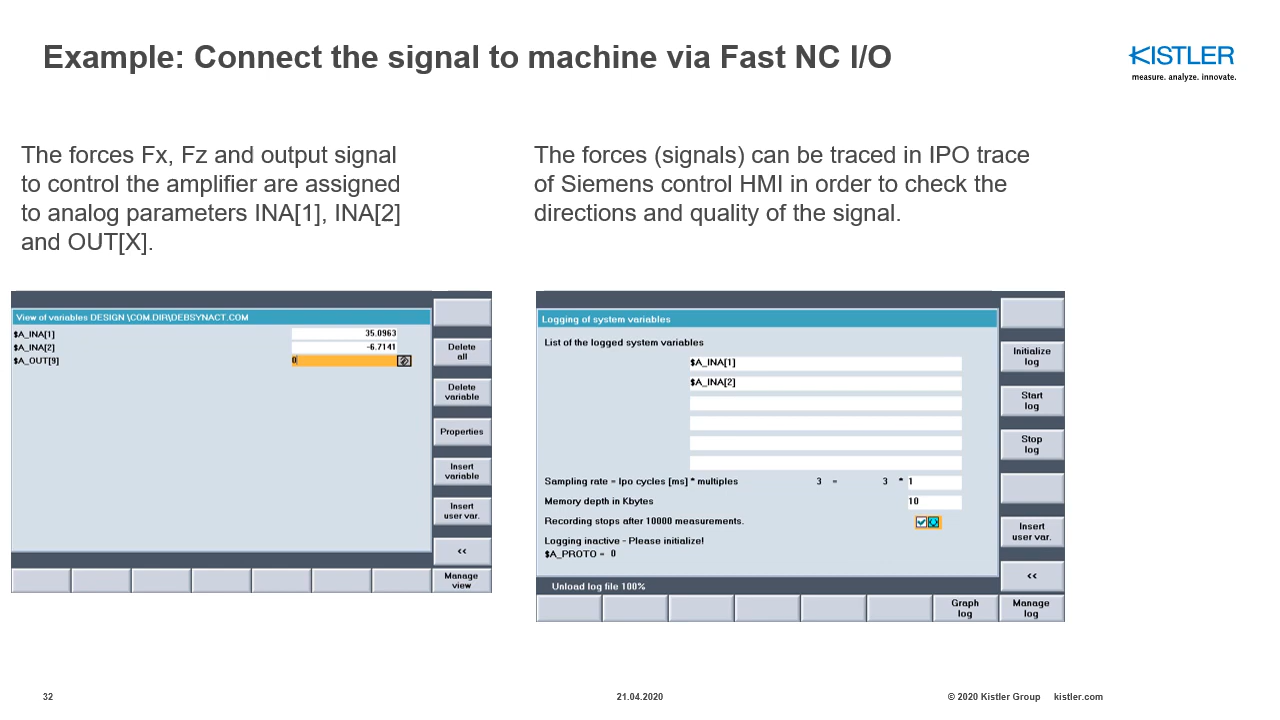 Example: Connect the signal to machine via Fast NC I/O
KISTLER
measure. analyze. innovate.
The forces Fx, Fz and output signal
to control the amplifier are assigned
to analog parameters INA[1], INA[2]
and OUT[X].
The forces (signals) can be traced in IPO trace
of Siemens control HMI in order to check the
directions and quality of the signal.
View of variables DESIGN \COM.DIR\DEBSYNACT.COM
$A_INA[1] 35.0963
$A_INA[2] -6.7141
$A_OUT[9] 0
Delete
all
Delete
variable
Properties
Insert
variable
Insert
user var.
<<
Manage
view
Logging of system variables
List of the logged system variables
$A_INA[1]
$A_INA[2]
Sampling rate = Ipo cycles [ms] * multiples 3 = 3 * 1
Memory depth in Kbytes 10
Recording stops after 10000 measurements.
Logging inactive - Please initialize!
$A_PROTO = 0
Unload log file 100%
Initialize
log
Start
log
Stop
log
Insert
user var.
<<
Graph
log
Manage
log
32
21.04.2020
© 2020 Kistler Group kistler.com